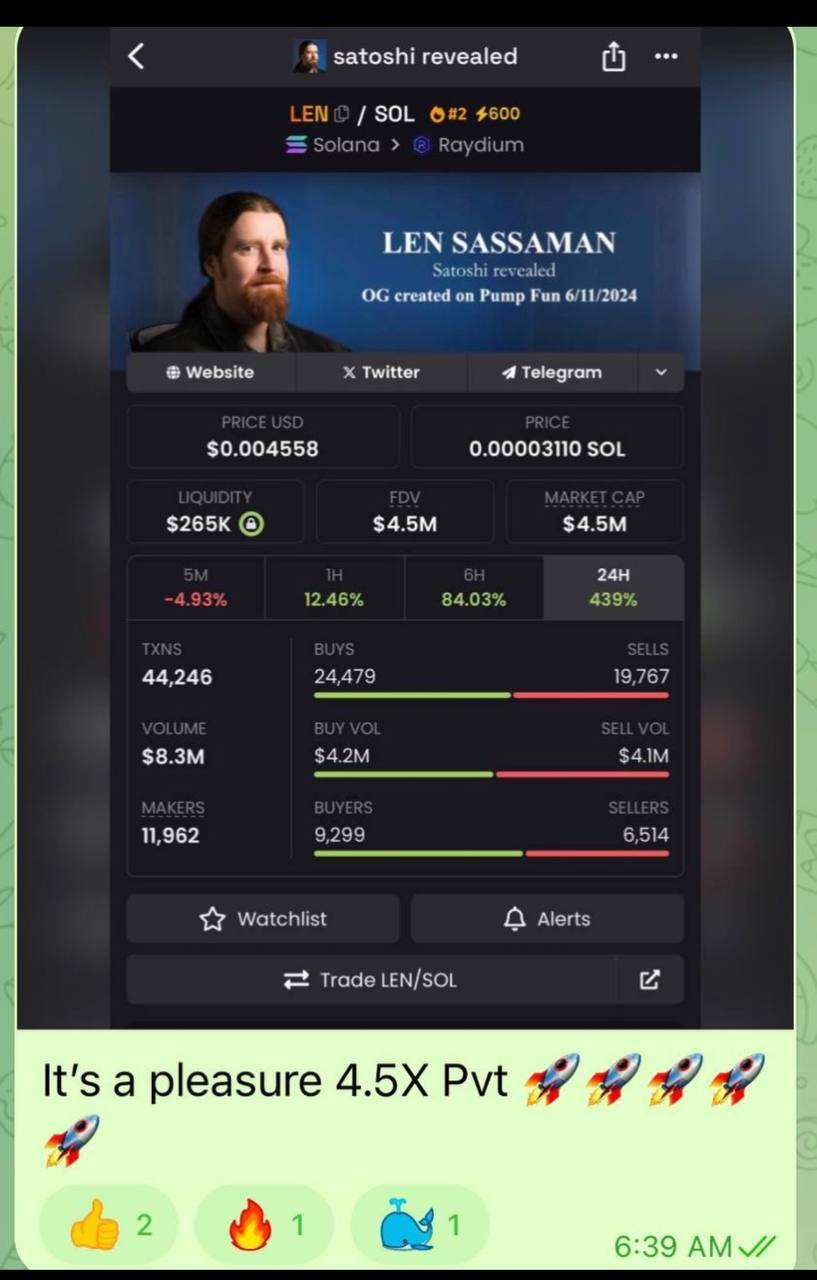 satoshi revealed
LEN / SOL #2 600
Solana > Raydium
LEN SASSAMAN
Satoshi revealed
OG created on Pump Fun 6/11/2024
Website Twitter Telegram
PRICE USD PRICE
$0.004558 0.00003110 SOL
LIQUIDITY FDV MARKET CAP
$265K $4.5M $4.5M
5M 1H 6H 24H
-4.93% 12.46% 84.03% 439%
TXNS BUYS SELLS
44,246 24,479 19,767
VOLUME BUY VOL SELL VOL
$8.3M $4.2M $4.1M
MAKERS BUYERS SELLERS
11,962 9,299 6,514
Watchlist Alerts
Trade LEN/SOL
It's a pleasure 4.5X Pvt 🚀🚀🚀🚀
🚀
👍 2 🔥 1 🐳 1
6:39 AM